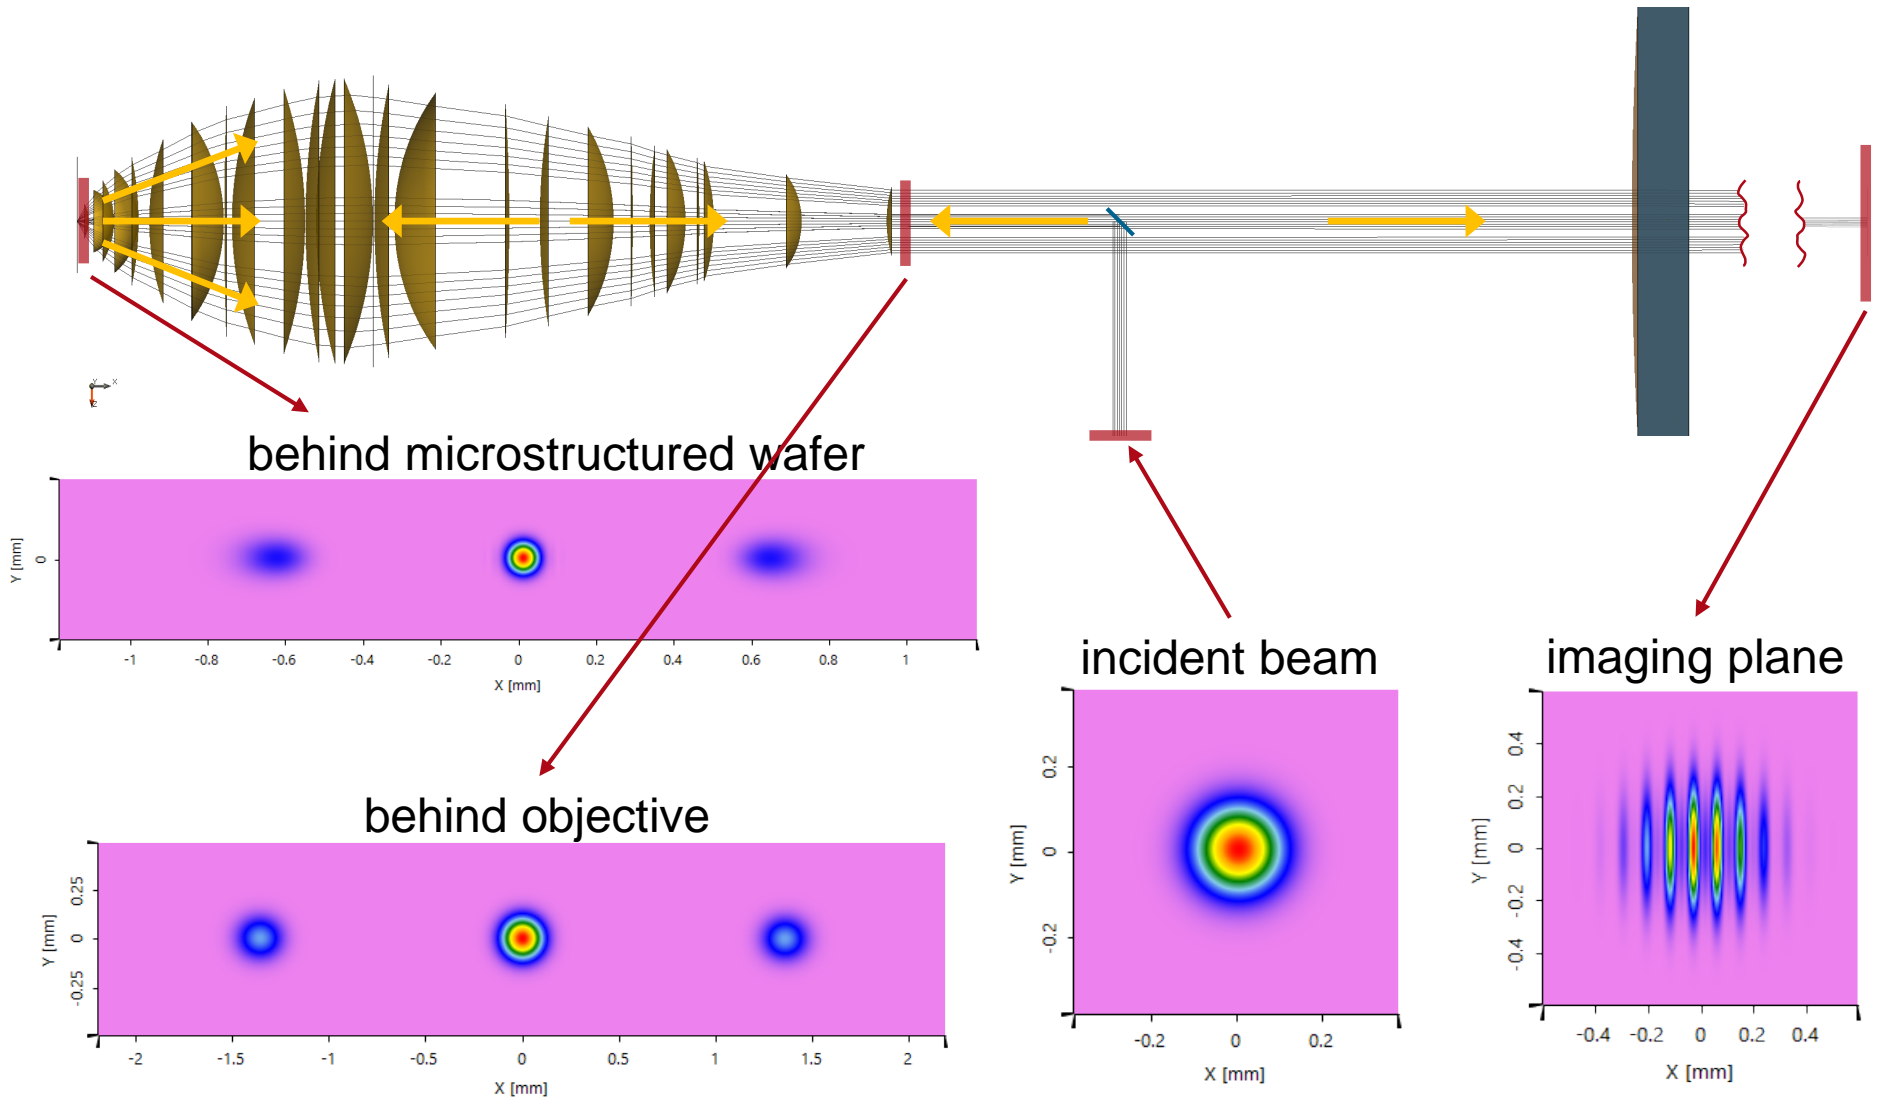 Y
X
Z
behind microstructured wafer
Y [mm]
0
-1
-0.8
-0.6
-0.4
-0.2
0
0.2
0.4
0.6
0.8
1
X [mm]
incident beam
Y [mm]
0.2
0
-0.2
-0.2
0
0.2
X [mm]
imaging plane
Y [mm]
0.4
0.2
0
-0.2
-0.4
-0.4
-0.2
0
0.2
0.4
X [mm]
behind objective
Y [mm]
0.25
0
-0.25
-2
-1.5
-1
-0.5
0
0.5
1
1.5
2
X [mm]